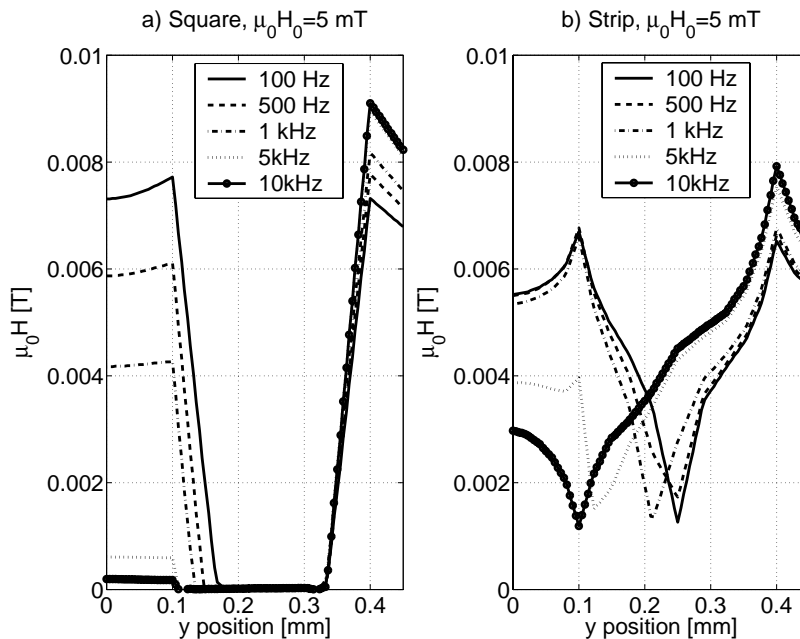 a) Square, μ0H0=5 mT
0.01
0.008
0.006
0.004
0.002
0
μ0H [T]
100 Hz
500 Hz
1 kHz
5kHz
10kHz
0 0.1 0.2 0.3 0.4
y position [mm]
b) Strip, μ0H0=5 mT
0.01
0.008
0.006
0.004
0.002
0
μ0H [T]
100 Hz
500 Hz
1 kHz
5kHz
10kHz
0 0.1 0.2 0.3 0.4
y position [mm]